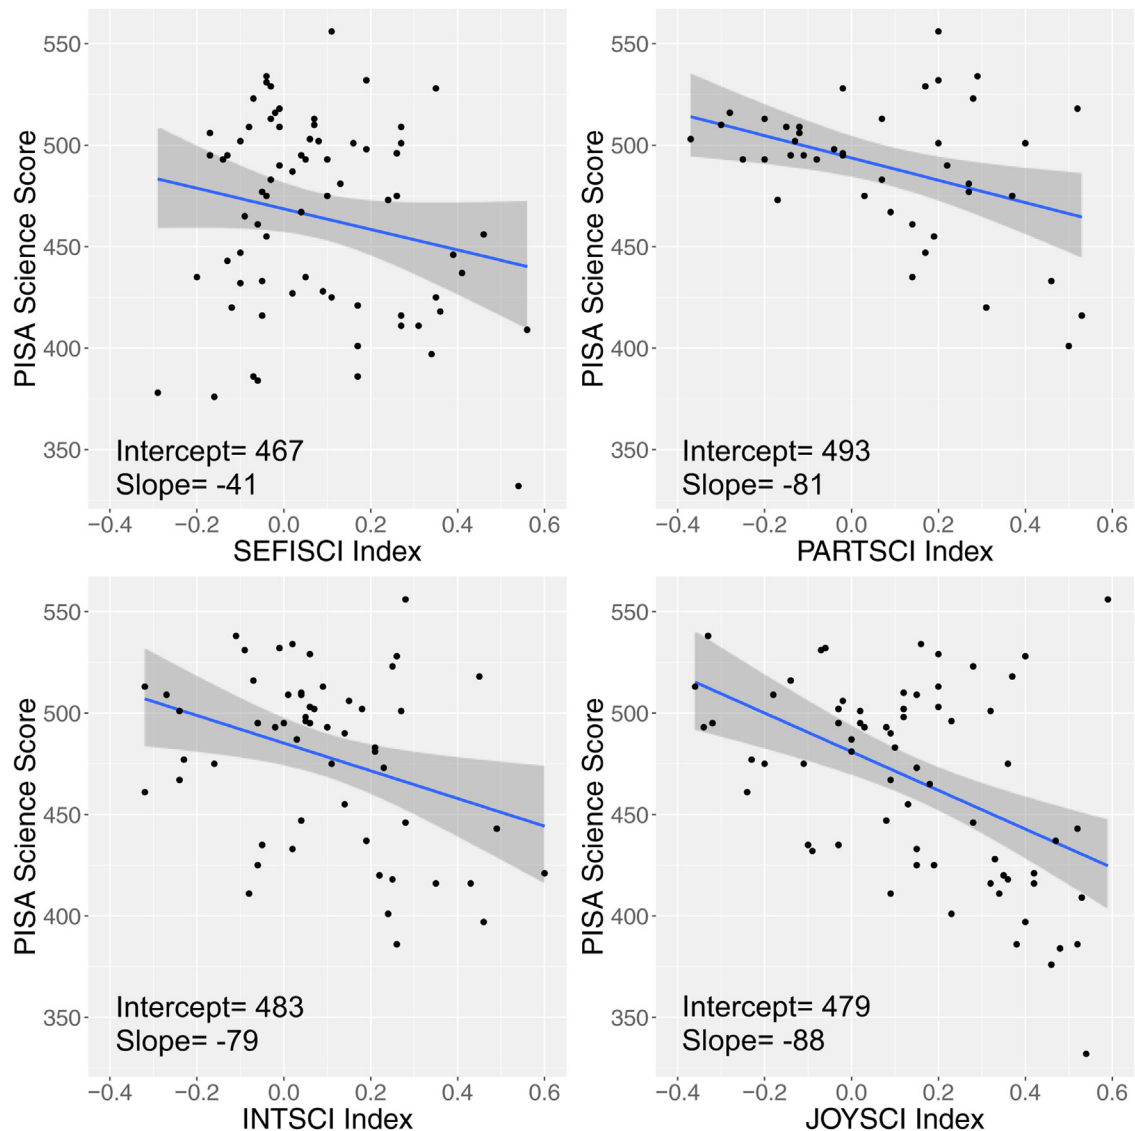 PISA Science Score
550
500
450
400
350
Intercept= 467
Slope= -41
−0.4 −0.2 0.0 0.2 0.4 0.6
SEFISCI Index
PISA Science Score
550
500
450
400
350
Intercept= 493
Slope= -81
−0.4 −0.2 0.0 0.2 0.4 0.6
PARTSCI Index
PISA Science Score
550
500
450
400
350
Intercept= 483
Slope= -79
−0.4 −0.2 0.0 0.2 0.4 0.6
INTSCI Index
PISA Science Score
550
500
450
400
350
Intercept= 479
Slope= -88
−0.4 −0.2 0.0 0.2 0.4 0.6
JOYSCI Index